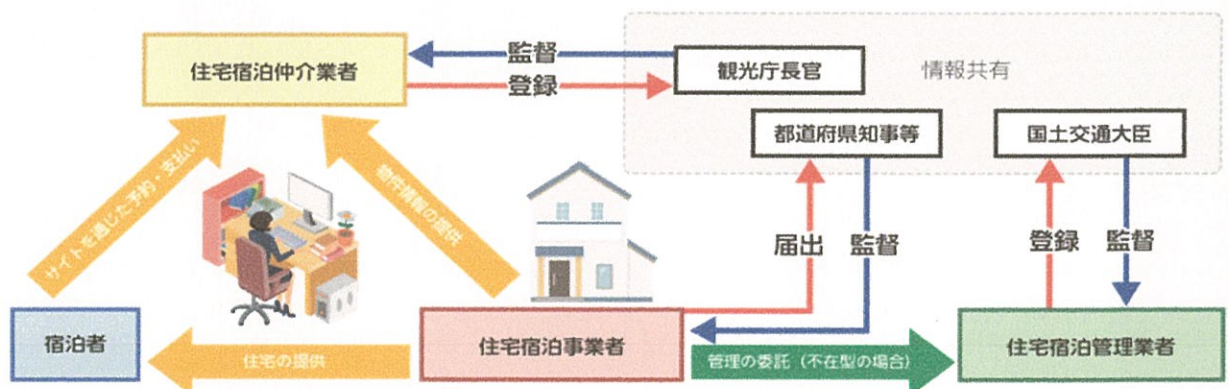 監督
住宅宿泊仲介業者
観光庁長官
情報共有
登録
都道府県知事等
国土交通大臣
サイトを通じた予約・支払い
物件情報の提供
届出
監督
登録
監督
宿泊者
住宅の提供
住宅宿泊事業者
管理の委託(不在型の場合)
住宅宿泊管理業者